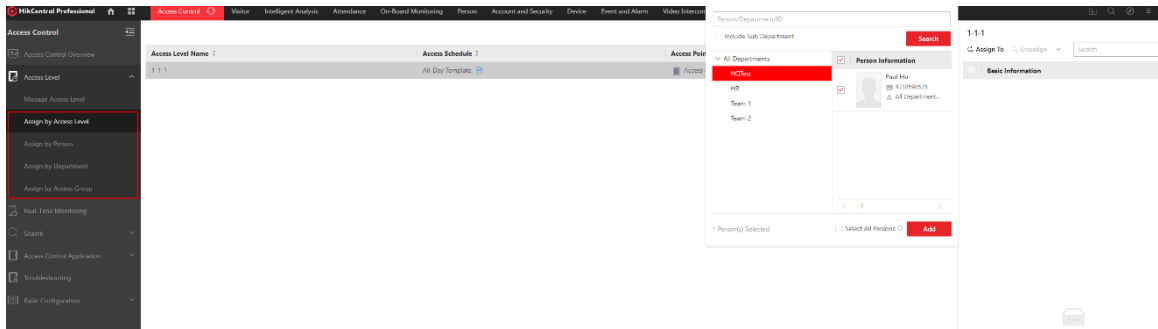 HikCentral Professional
Access Control
Visitor
Intelligent Analysis
Attendance
On-Board Monitoring
Person
Account and Security
Device
Event and Alarm
Video Intercom
Access Control
Access Control Overview
Access Level
Manage Access Level
Assign by Access Level
Assign by Person
Assign by Department
Assign by Access Group
Real-Time Monitoring
Search
Access Control Application
Troubleshooting
Basic Configuration
Access Level Name
Access Schedule
Access Poin
1-1-1
All-Day Template
Access
Person/Department/ID
Include Sub Department
Search
All Departments
HQTest
HR
Team 1
Team 2
Person Information
Paul Hu
All Department...
1
1 Person(s) Selected
Select All Persons
Add
1-1-1
Assign To
Unassign
Search
Basic Information